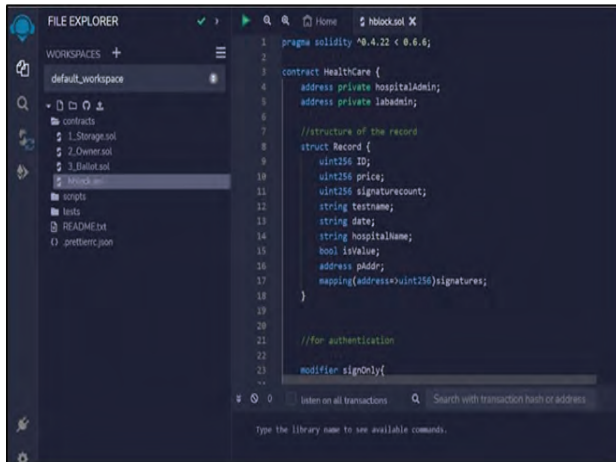 FILE EXPLORER
WORKSPACES +
default_workspace
contracts
1_Storage.sol
2_Owner.sol
3_Ballot.sol
hblock.sol
scripts
tests
README.txt
.prettierrc.json
Home
hblock.sol
1 pragma solidity ^0.4.22 < 0.6.6;
2
3 contract HealthCare {
4 address private hospitalAdmin;
5 address private labadmin;
6
7 //structure of the record
8 struct Record {
9 uint256 ID;
10 uint256 price;
11 uint256 signaturecount;
12 string testname;
13 string date;
14 string hospitalName;
15 bool isValue;
16 address pAddr;
17 mapping(address=>uint256)signatures;
18 }
19
20
21 //for authentication
22
23 modifier signOnly{
0 listen on all transactions Search with transaction hash or address
Type the library name to see available commands.